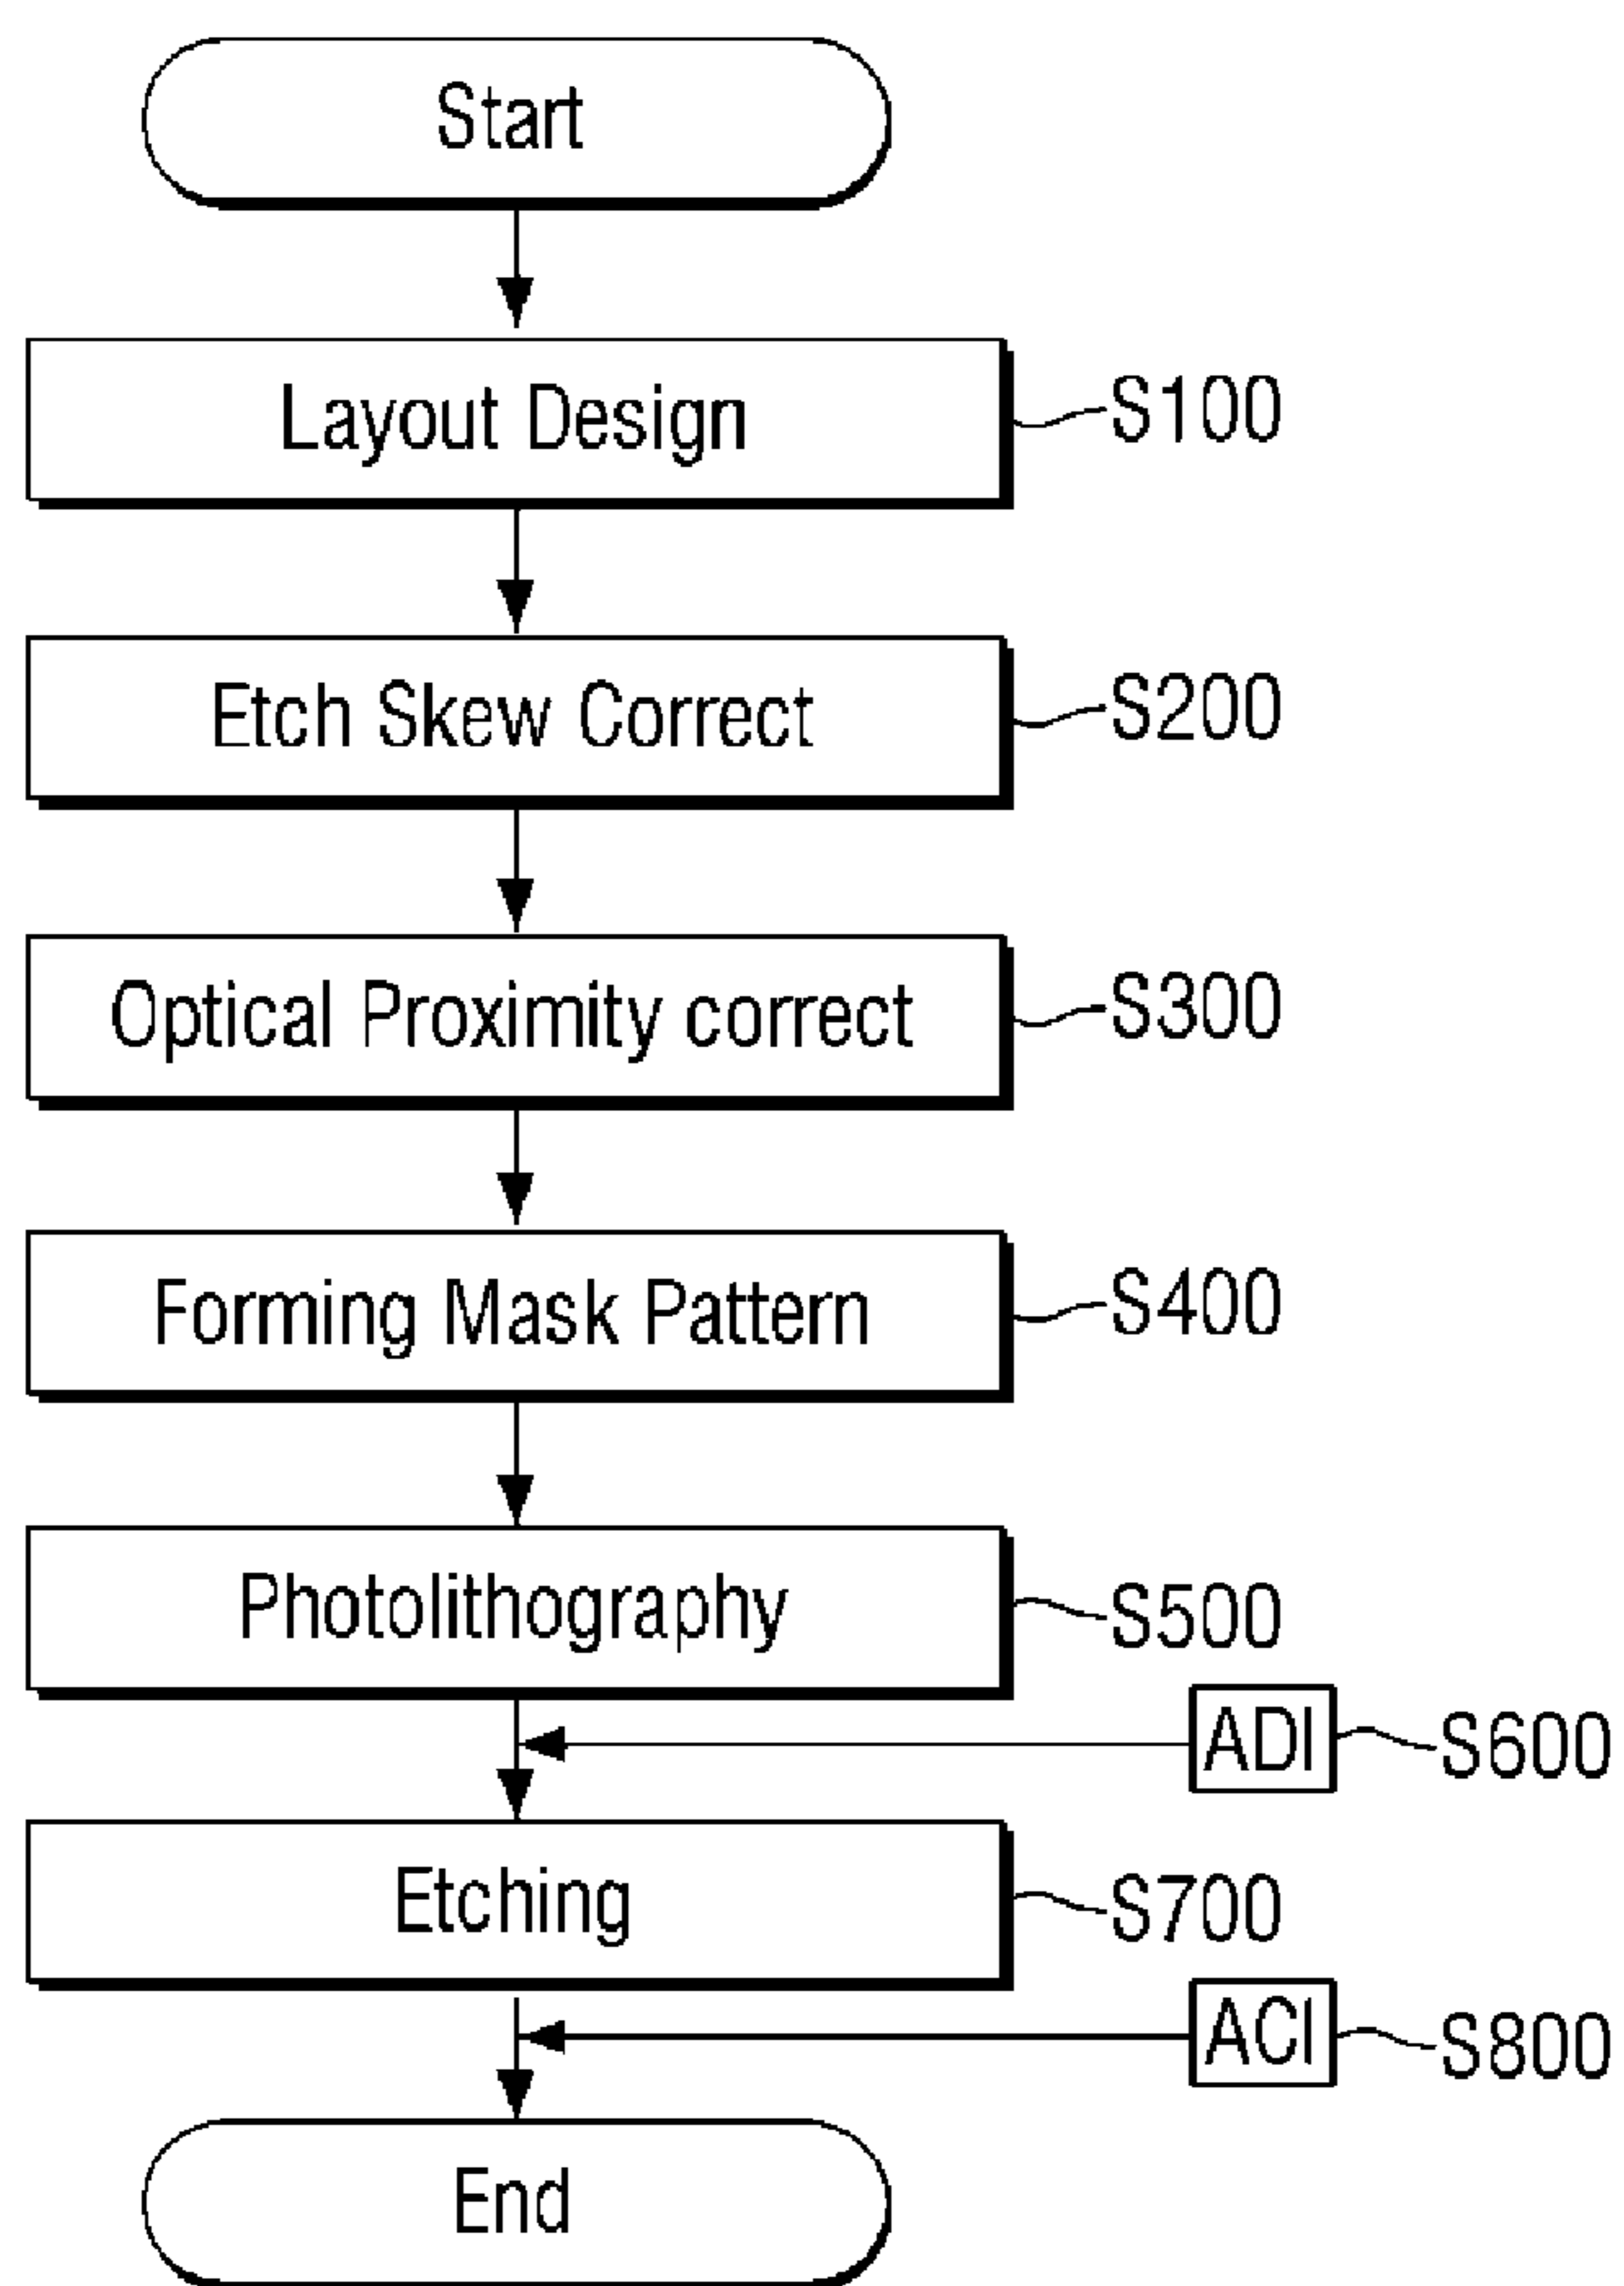 Start
Layout Design S100
Etch Skew Correct S200
Optical Proximity correct S300
Forming Mask Pattern S400
Photolithography S500
ADI S600
Etching S700
ACI S800
End